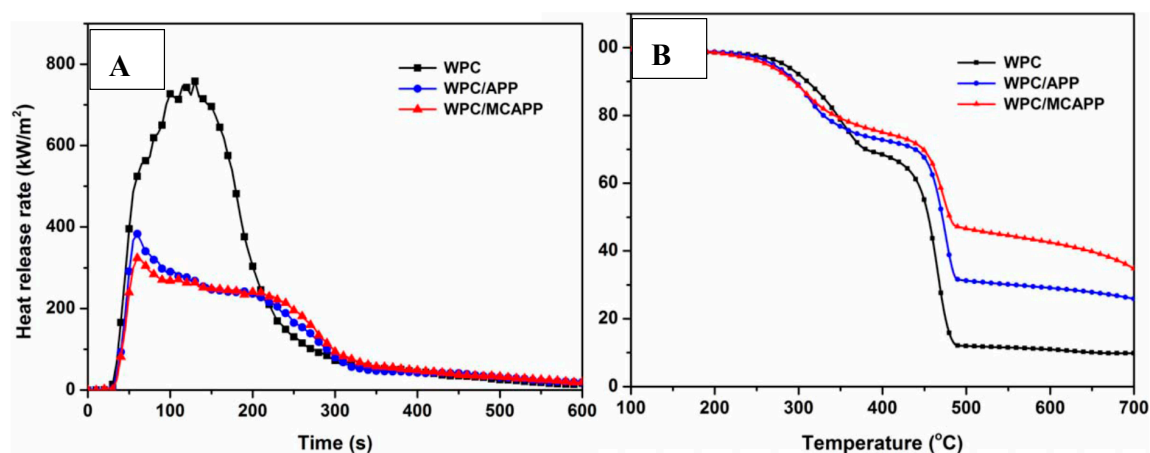 A
WPC
WPC/APP
WPC/MCAPP
800
600
400
200
0
Heat release rate (kW/m²)
0 100 200 300 400 500 600
Time (s)
B
WPC
WPC/APP
WPC/MCAPP
00
80
60
40
20
00
100 200 300 400 500 600 700
Temperature (°C)